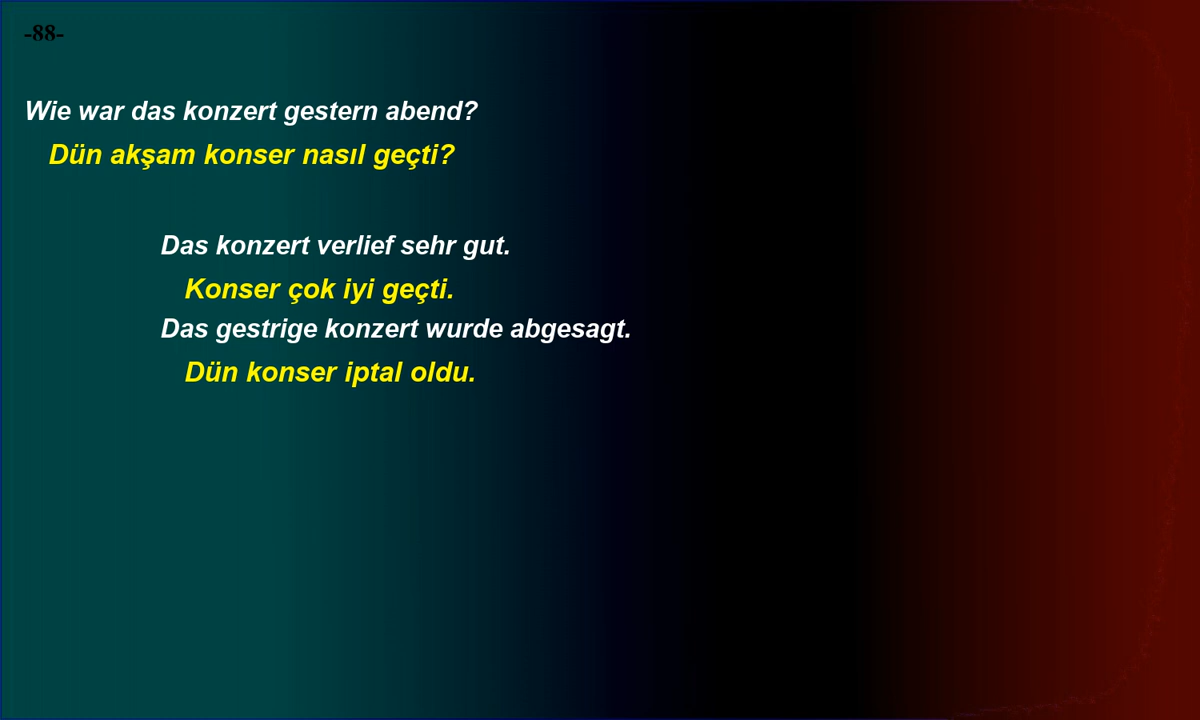 -88-
Wie war das konzert gestern abend?
Dün akşam konser nasıl geçti?
Das konzert verlief sehr gut.
Konser çok iyi geçti.
Das gestrige konzert wurde abgesagt.
Dün konser iptal oldu.